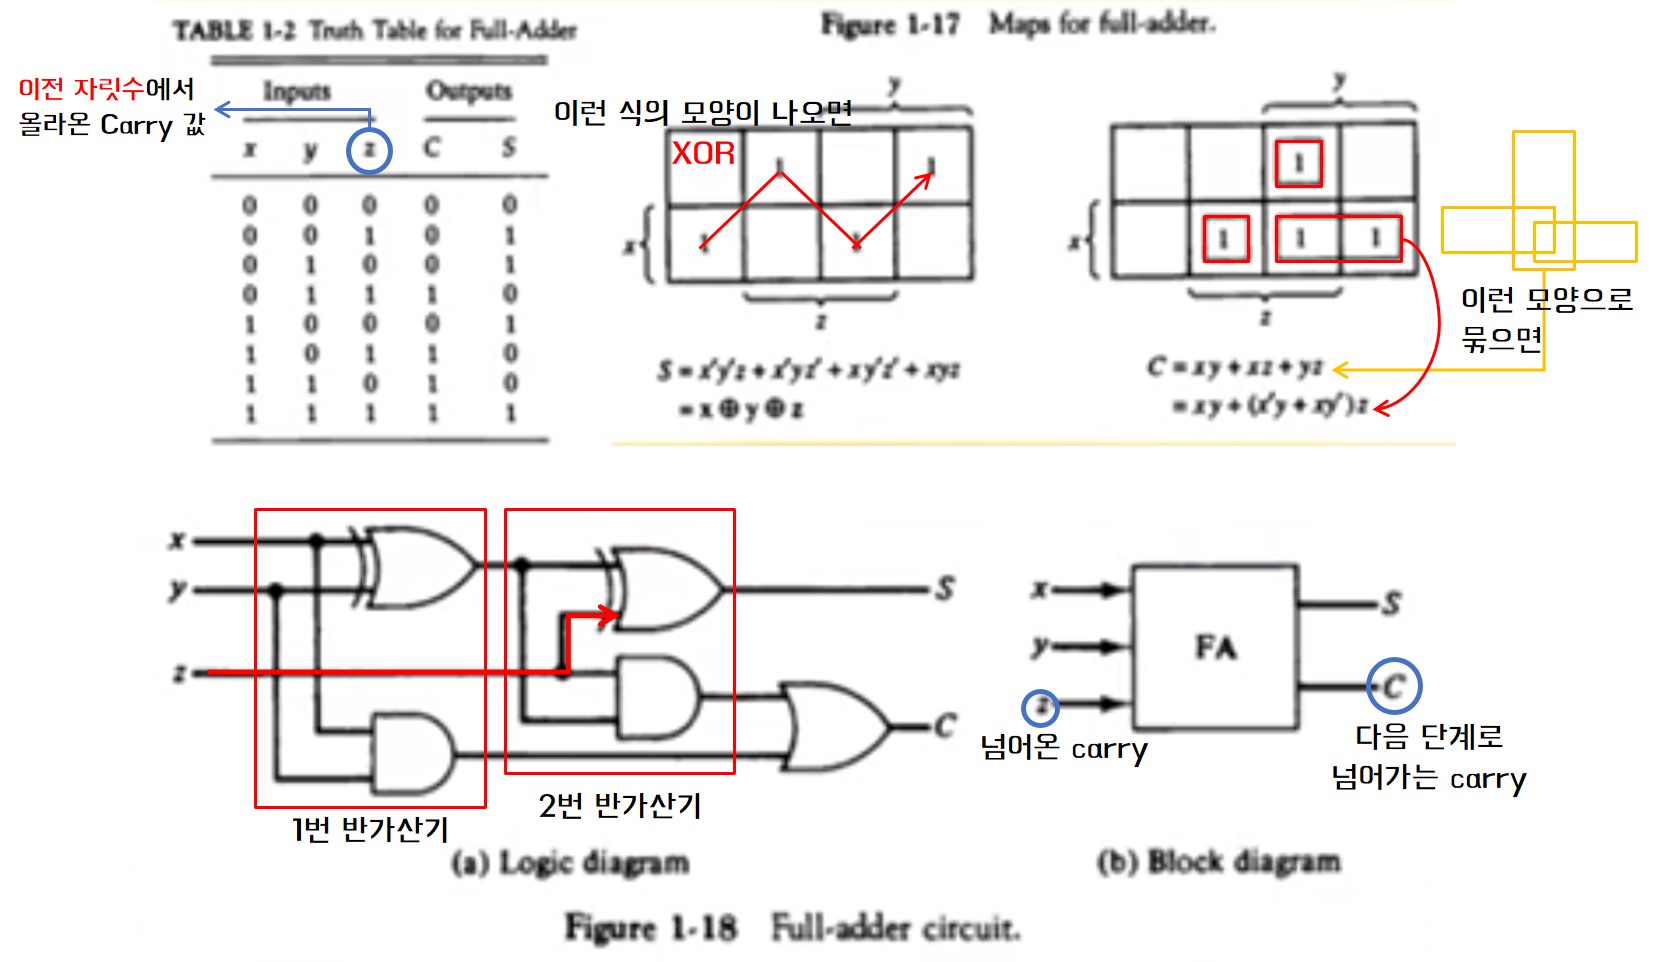 TABLE 1-2 Truth Table for Full-Adder
Inputs Outputs
x y z C S
0 0 0 0 0
0 0 1 0 1
0 1 0 0 1
0 1 1 1 0
1 0 0 0 1
1 0 1 1 0
1 1 0 1 0
1 1 1 1 1
이전 자릿수에서
올라온 Carry 값
Figure 1-17 Maps for full-adder.
이런 식의 모양이 나오면
y
XOR
1 1
x
1 1
z
S = x'y'z + x'yz' + xy'z' + xyz
= x ⊕ y ⊕ z
y
1
x
1 1 1
z
C = xy + xz + yz
= xy + (x'y + xy')z
이런 모양으로
묶으면
x
y
z
S
C
1번 반가산기
2번 반가산기
(a) Logic diagram
x
y
z
FA
S
C
넘어온 carry
다음 단계로
넘어가는 carry
(b) Block diagram
Figure 1-18 Full-adder circuit.